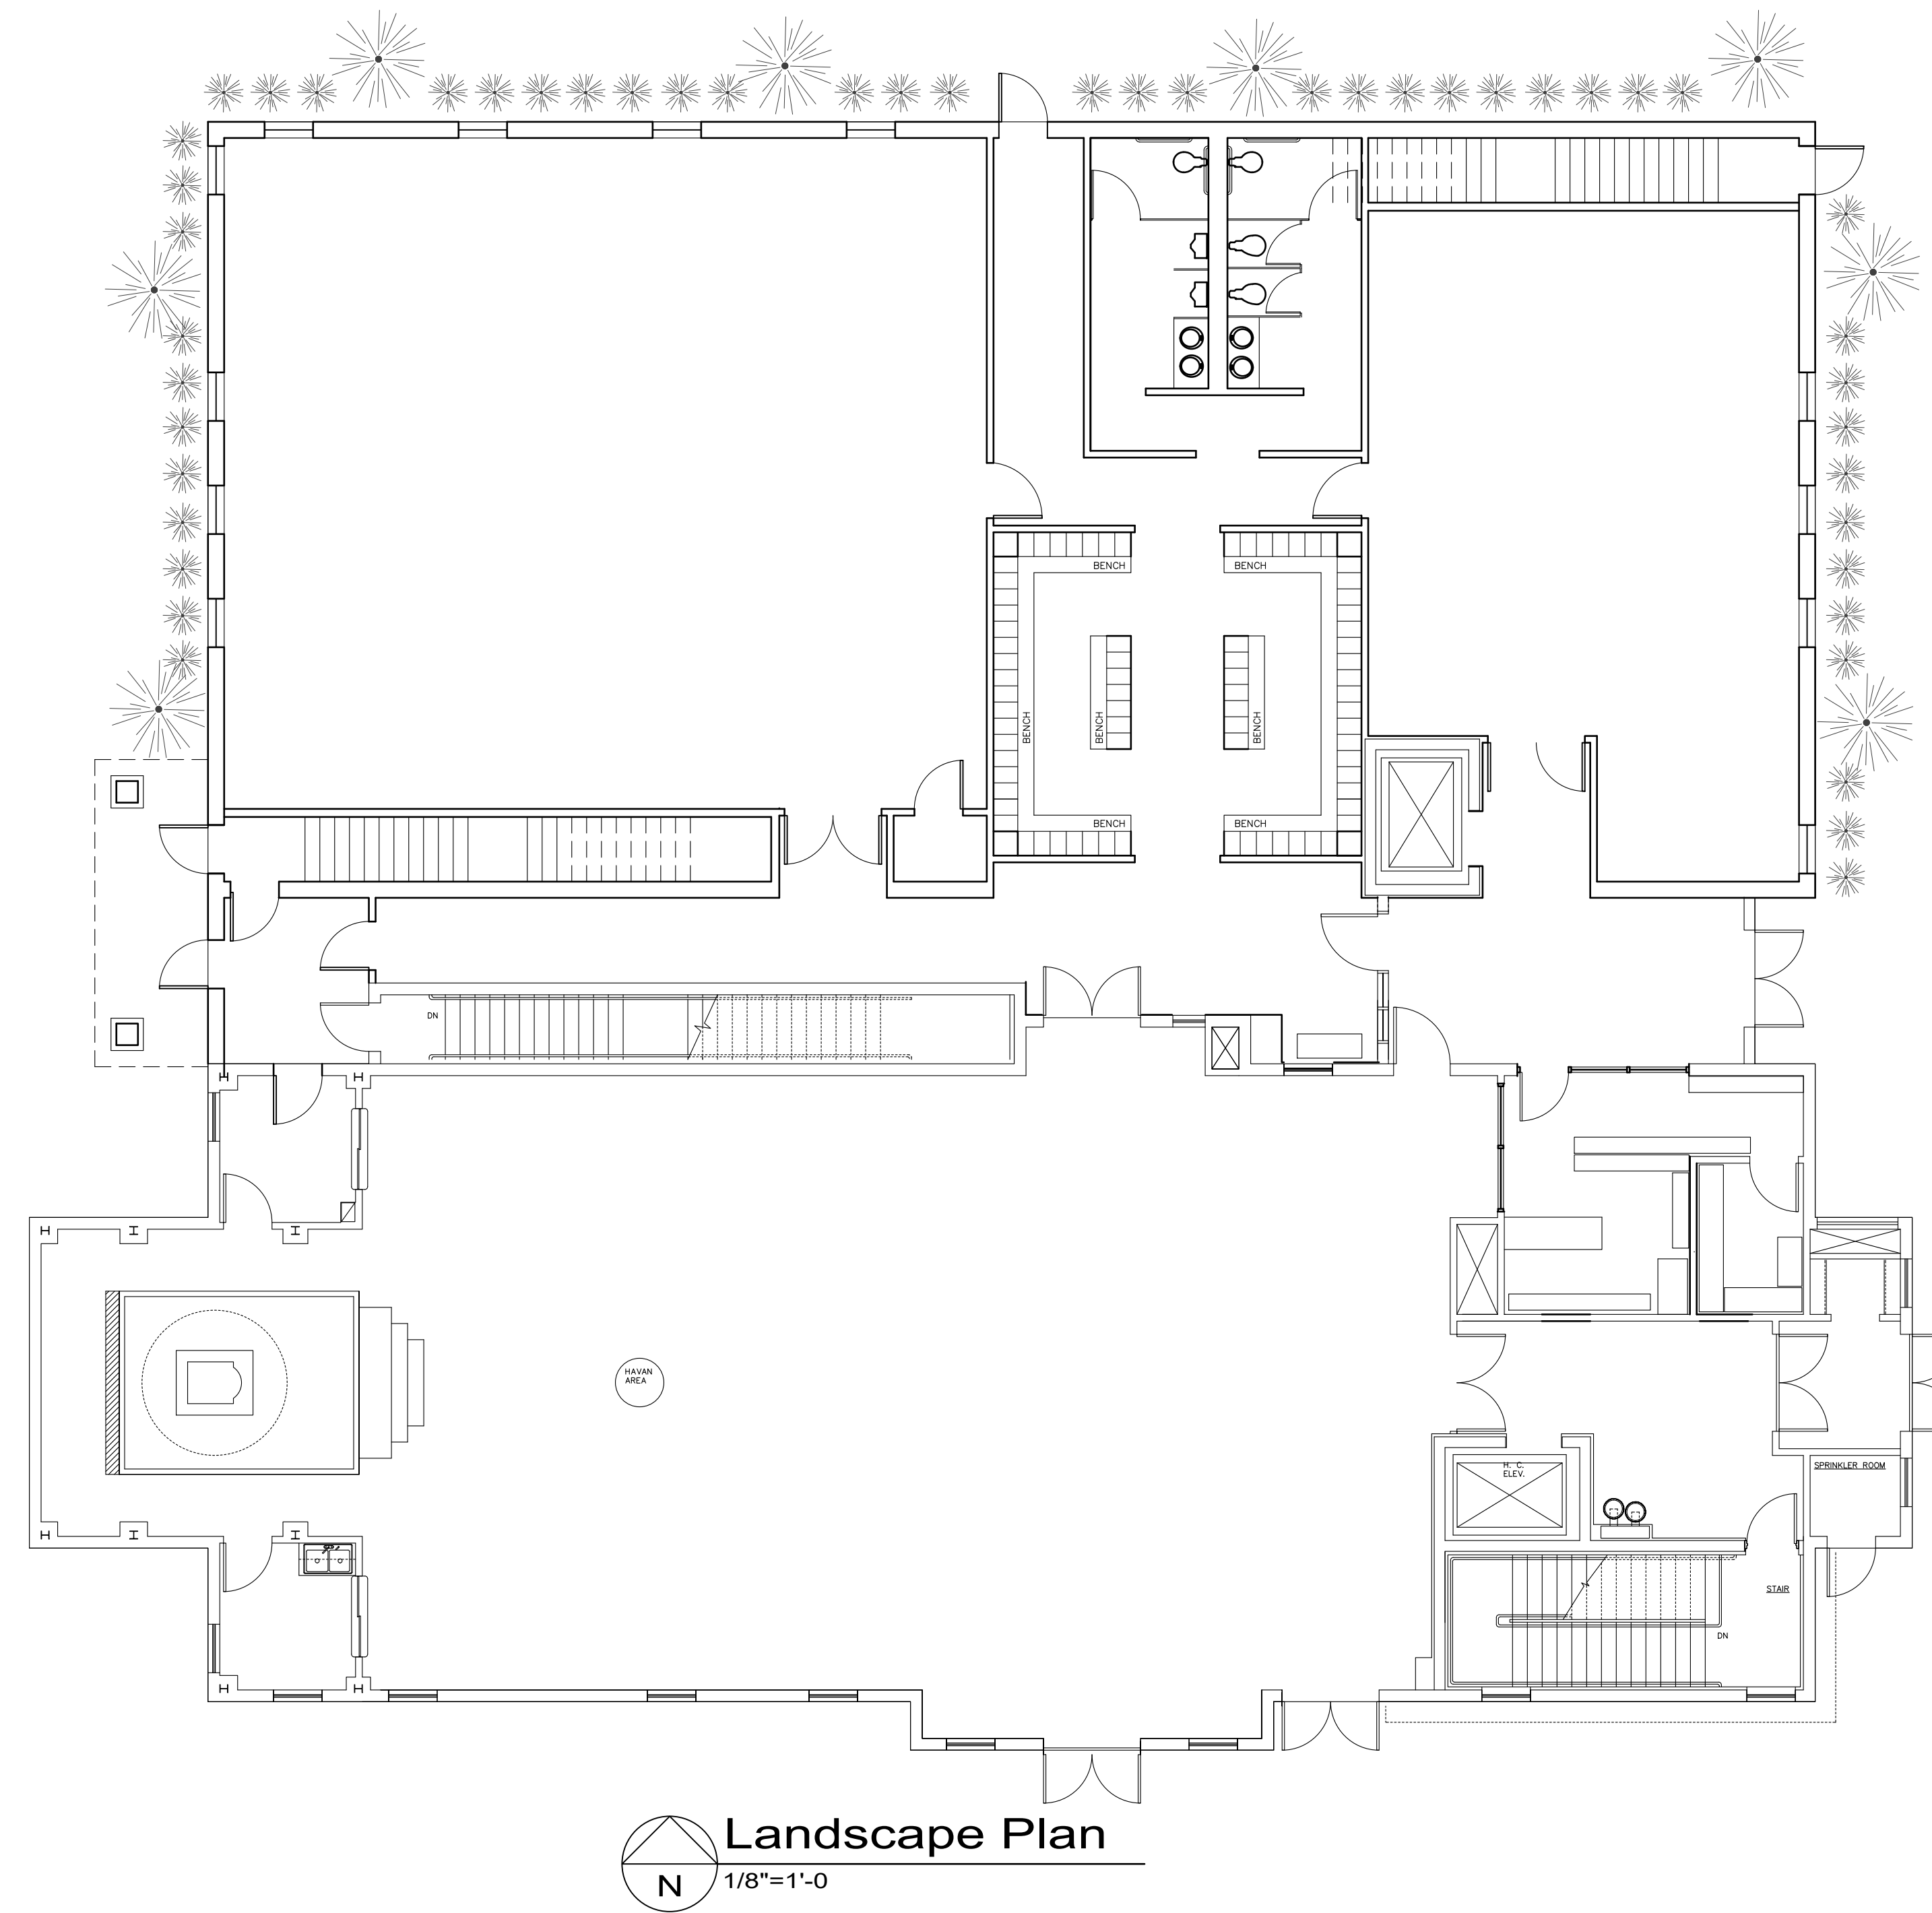 BENCH
BENCH
BENCH
BENCH
BENCH
BENCH
BENCH
DN
HAVAN
AREA
H. C.
ELEV.
SPRINKLER ROOM
STAIR
DN
Landscape Plan
N
1/8"=1'-0